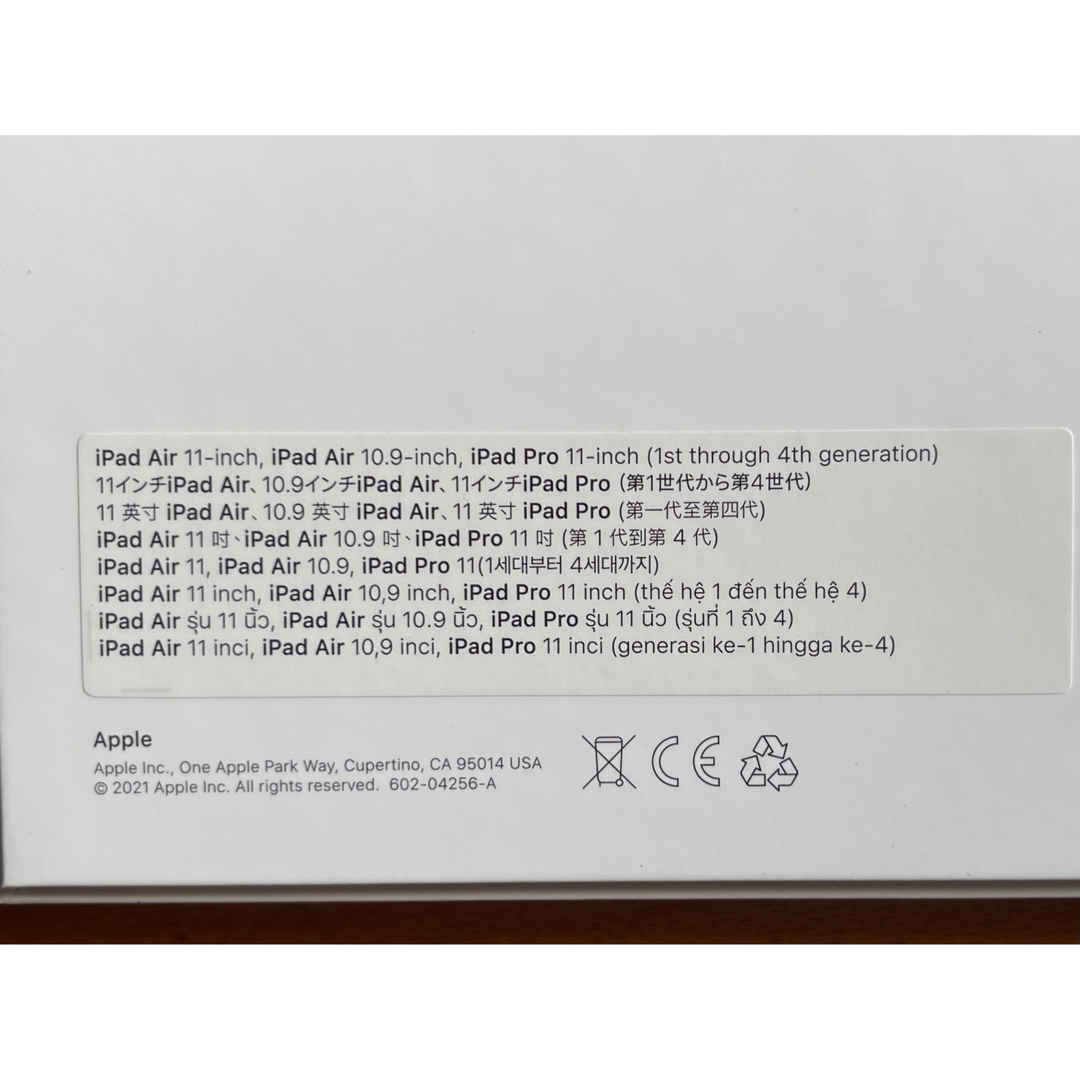 iPad Air 11-inch, iPad Air 10.9-inch, iPad Pro 11-inch (1st through 4th generation)
11インチiPad Air、10.9インチiPad Air、11インチiPad Pro（第1世代から第4世代）
11 英寸 iPad Air、10.9 英寸 iPad Air、11 英寸 iPad Pro (第一代至第四代)
iPad Air 11 吋、iPad Air 10.9 吋、iPad Pro 11 吋 (第 1 代到第 4 代)
iPad Air 11, iPad Air 10.9, iPad Pro 11(1세대부터 4세대까지)
iPad Air 11 inch, iPad Air 10,9 inch, iPad Pro 11 inch (thế hệ 1 đến thế hệ 4)
iPad Air รุ่น 11 นิ้ว, iPad Air รุ่น 10.9 นิ้ว, iPad Pro รุ่น 11 นิ้ว (รุ่นที่ 1 ถึง 4)
iPad Air 11 inci, iPad Air 10,9 inci, iPad Pro 11 inci (generasi ke-1 hingga ke-4)
Apple
Apple Inc., One Apple Park Way, Cupertino, CA 95014 USA
© 2021 Apple Inc. All rights reserved. 602-04256-A
CE